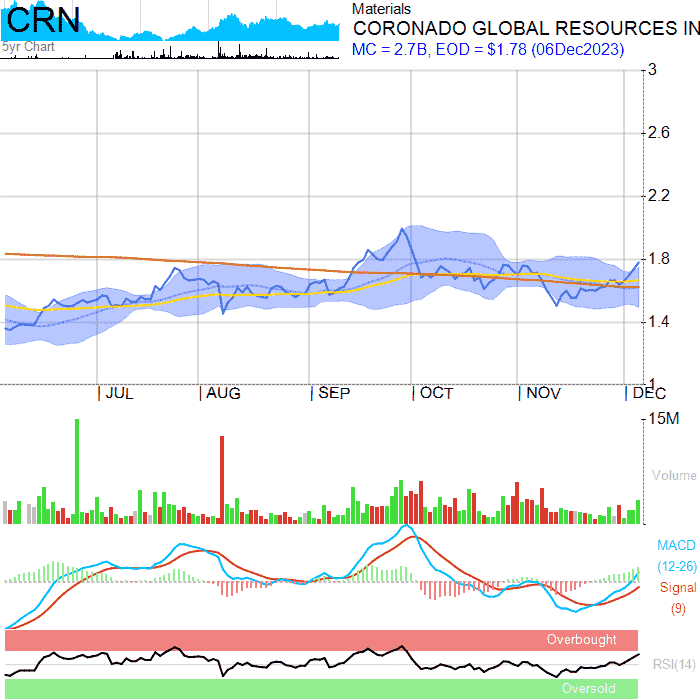 CRN
5yr Chart
Materials
CORONADO GLOBAL RESOURCES IN
MC = 2.7B, EOD = $1.78 (06Dec2023)
3
2.6
2.2
1.8
1.4
1
JUL AUG SEP OCT NOV DEC
15M
Volume
MACD
(12-26)
Signal
(9)
Overbought
RSI(14)
Oversold